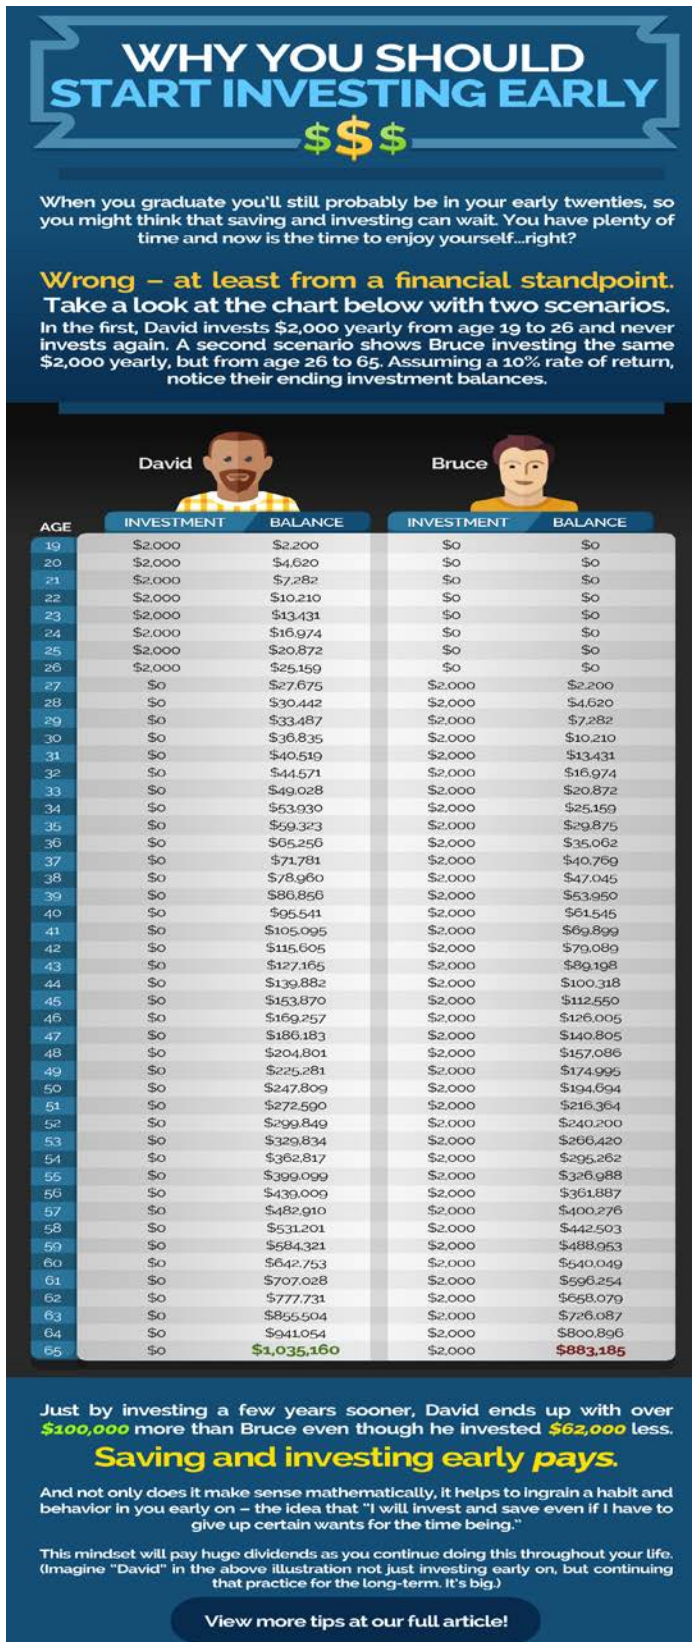 WHY YOU SHOULD
START INVESTING EARLY
$$$
When you graduate you'll still probably be in your early twenties, so
you might think that saving and investing can wait. You have plenty of
time and now is the time to enjoy yourself...right?
Wrong – at least from a financial standpoint.
Take a look at the chart below with two scenarios.
In the first, David invests $2,000 yearly from age 19 to 26 and never
invests again. A second scenario shows Bruce investing the same
$2,000 yearly, but from age 26 to 65. Assuming a 10% rate of return,
notice their ending investment balances.
David Bruce
AGE INVESTMENT BALANCE INVESTMENT BALANCE
19 $2,000 $2,200 $0 $0
20 $2,000 $4,620 $0 $0
21 $2,000 $7,282 $0 $0
22 $2,000 $10,210 $0 $0
23 $2,000 $13,431 $0 $0
24 $2,000 $16,974 $0 $0
25 $2,000 $20,872 $0 $0
26 $2,000 $25,159 $0 $0
27 $0 $27,675 $2,000 $2,200
28 $0 $30,442 $2,000 $4,620
29 $0 $33,487 $2,000 $7,282
30 $0 $36,835 $2,000 $10,210
31 $0 $40,519 $2,000 $13,431
32 $0 $44,571 $2,000 $16,974
33 $0 $49,028 $2,000 $20,872
34 $0 $53,930 $2,000 $25,159
35 $0 $59,323 $2,000 $29,875
36 $0 $65,256 $2,000 $35,062
37 $0 $71,781 $2,000 $40,769
38 $0 $78,960 $2,000 $47,045
39 $0 $86,856 $2,000 $53,950
40 $0 $95,541 $2,000 $61,545
41 $0 $105,095 $2,000 $69,899
42 $0 $115,605 $2,000 $79,089
43 $0 $127,165 $2,000 $89,198
44 $0 $139,882 $2,000 $100,318
45 $0 $153,870 $2,000 $112,550
46 $0 $169,257 $2,000 $126,005
47 $0 $186,183 $2,000 $140,805
48 $0 $204,801 $2,000 $157,086
49 $0 $225,281 $2,000 $174,995
50 $0 $247,809 $2,000 $194,694
51 $0 $272,590 $2,000 $216,364
52 $0 $299,849 $2,000 $240,200
53 $0 $329,834 $2,000 $266,420
54 $0 $362,817 $2,000 $295,262
55 $0 $399,099 $2,000 $326,988
56 $0 $439,009 $2,000 $361,887
57 $0 $482,910 $2,000 $400,276
58 $0 $531,201 $2,000 $442,503
59 $0 $584,321 $2,000 $488,953
60 $0 $642,753 $2,000 $540,049
61 $0 $707,028 $2,000 $596,254
62 $0 $777,731 $2,000 $658,079
63 $0 $855,504 $2,000 $726,087
64 $0 $941,054 $2,000 $800,896
65 $0 $1,035,160 $2,000 $883,185
Just by investing a few years sooner, David ends up with over
$100,000 more than Bruce even though he invested $62,000 less.
Saving and investing early pays.
And not only does it make sense mathematically, it helps to ingrain a habit and
behavior in you early on – the idea that "I will invest and save even if I have to
give up certain wants for the time being."
This mindset will pay huge dividends as you continue doing this throughout your life.
(Imagine "David" in the above illustration not just investing early on, but continuing
that practice for the long-term. It's big.)
View more tips at our full article!